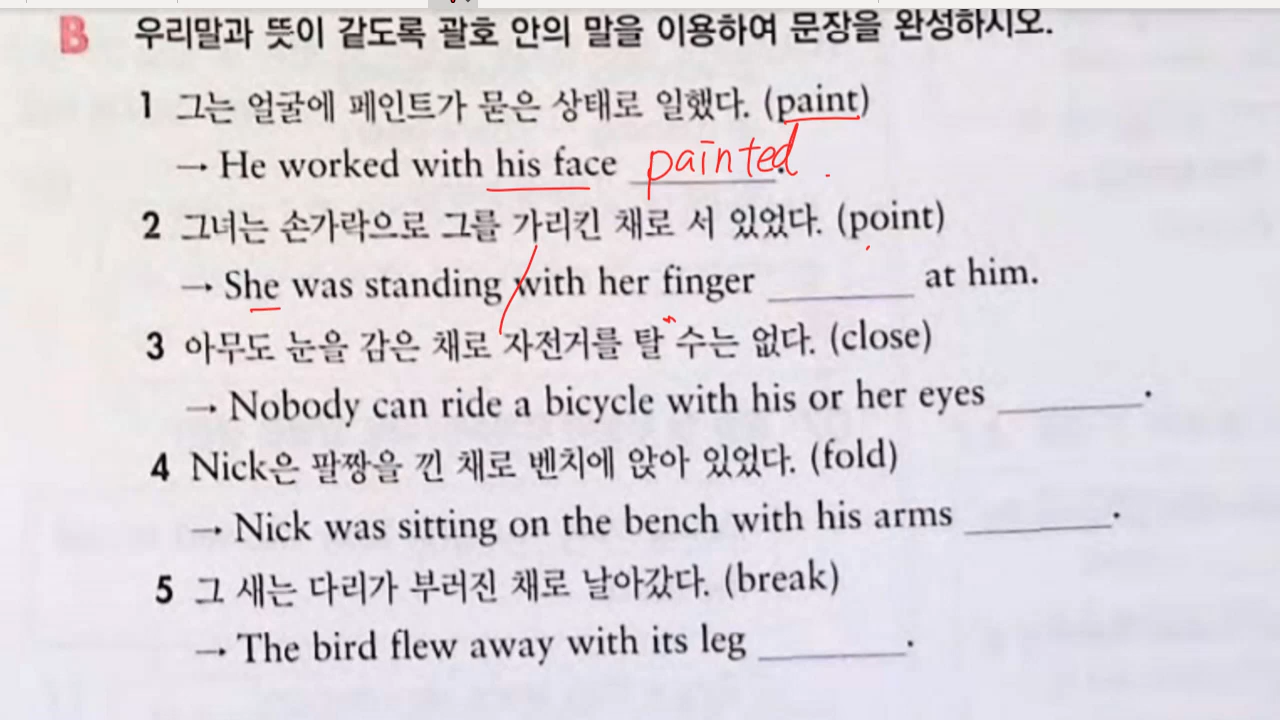 B 우리말과 뜻이 같도록 괄호 안의 말을 이용하여 문장을 완성하시오.
1 그는 얼굴에 페인트가 묻은 상태로 일했다. (paint)
→ He worked with his face painted.
2 그녀는 손가락으로 그를 가리킨 채로 서 있었다. (point)
→ She was standing with her finger ________ at him.
3 아무도 눈을 감은 채로 자전거를 탈 수는 없다. (close)
→ Nobody can ride a bicycle with his or her eyes ________.
4 Nick은 팔짱을 낀 채로 벤치에 앉아 있었다. (fold)
→ Nick was sitting on the bench with his arms ________.
5 그 새는 다리가 부러진 채로 날아갔다. (break)
→ The bird flew away with its leg ________.